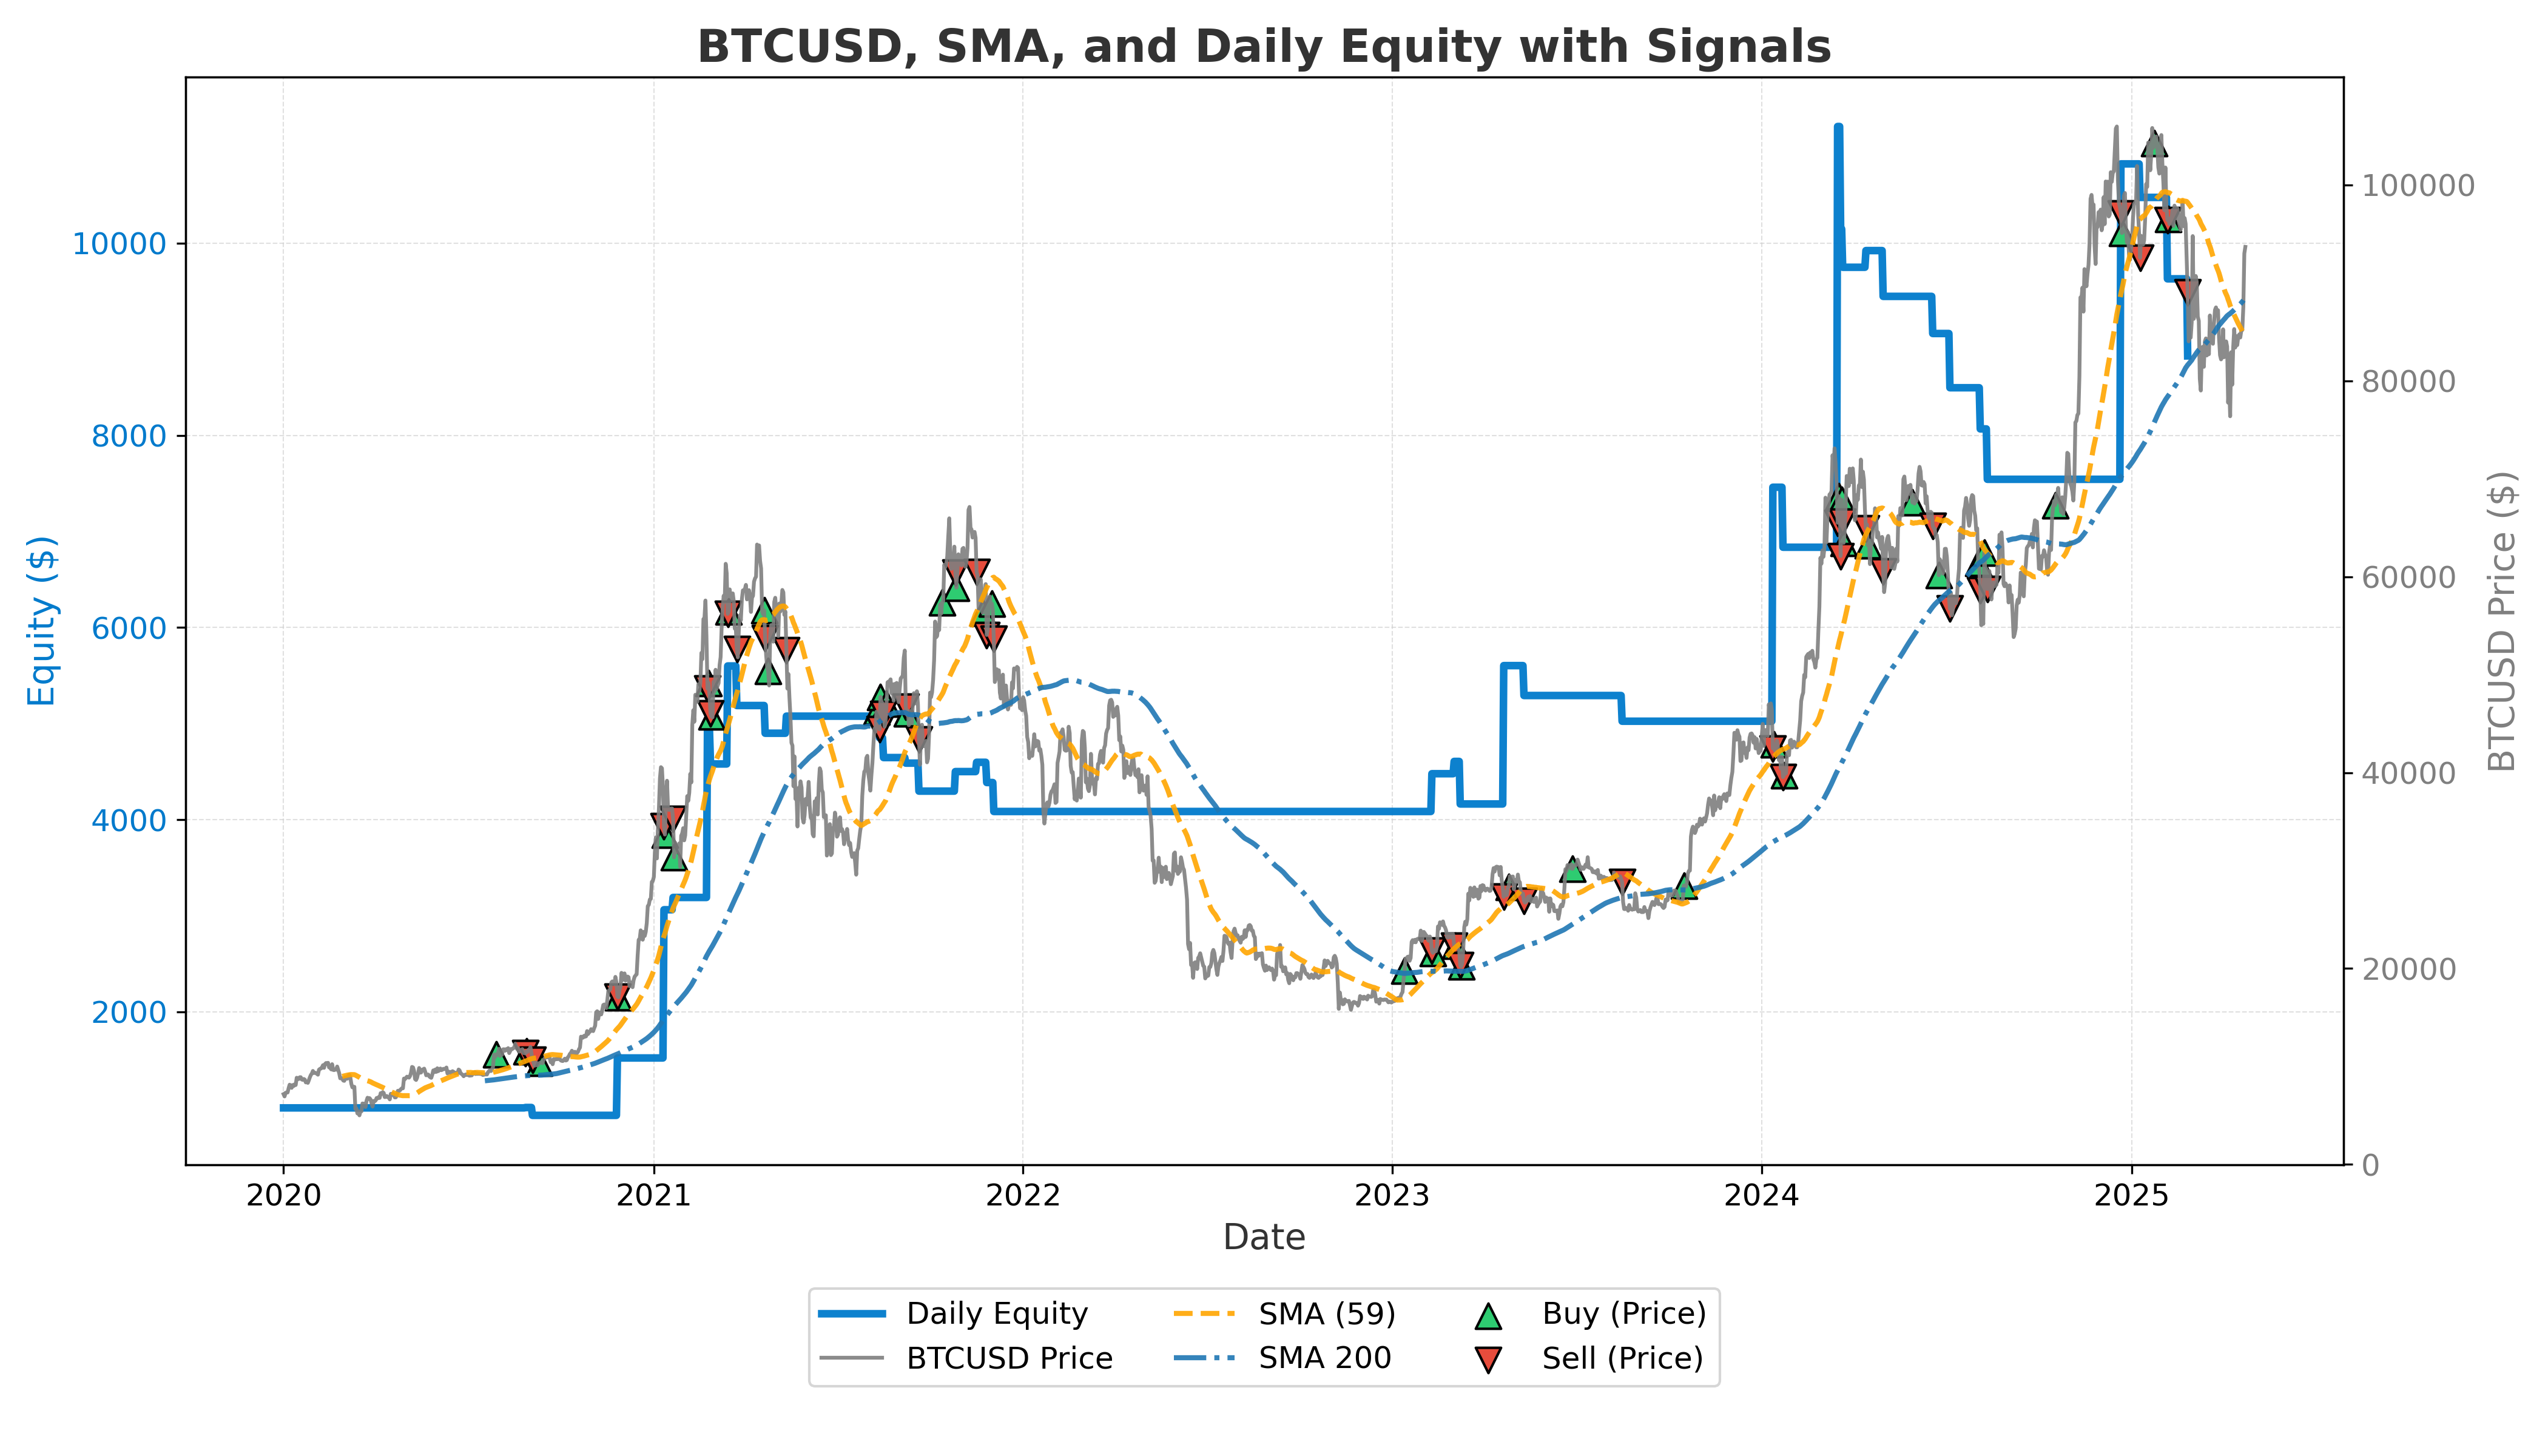 BTCUSD, SMA, and Daily Equity with Signals
Equity ($)
10000
8000
6000
4000
2000
100000
80000
60000
40000
20000
0
BTCUSD Price ($)
2020 2021 2022 2023 2024 2025
Date
Daily Equity SMA (59) Buy (Price)
BTCUSD Price SMA 200 Sell (Price)